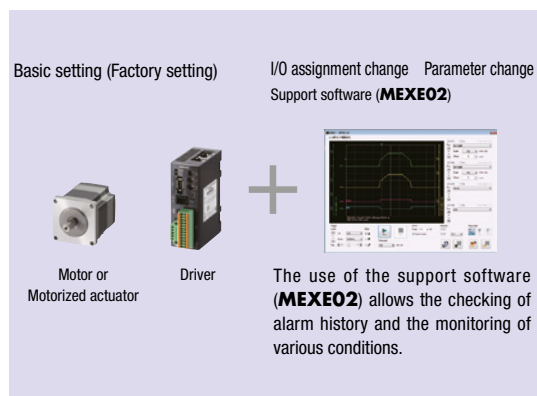 Basic setting (Factory setting)
I/O assignment change Parameter change
Support software (MEXE02)
Motor or
Motorized actuator
Driver
The use of the support software
(MEXE02) allows the checking of
alarm history and the monitoring of
various conditions.